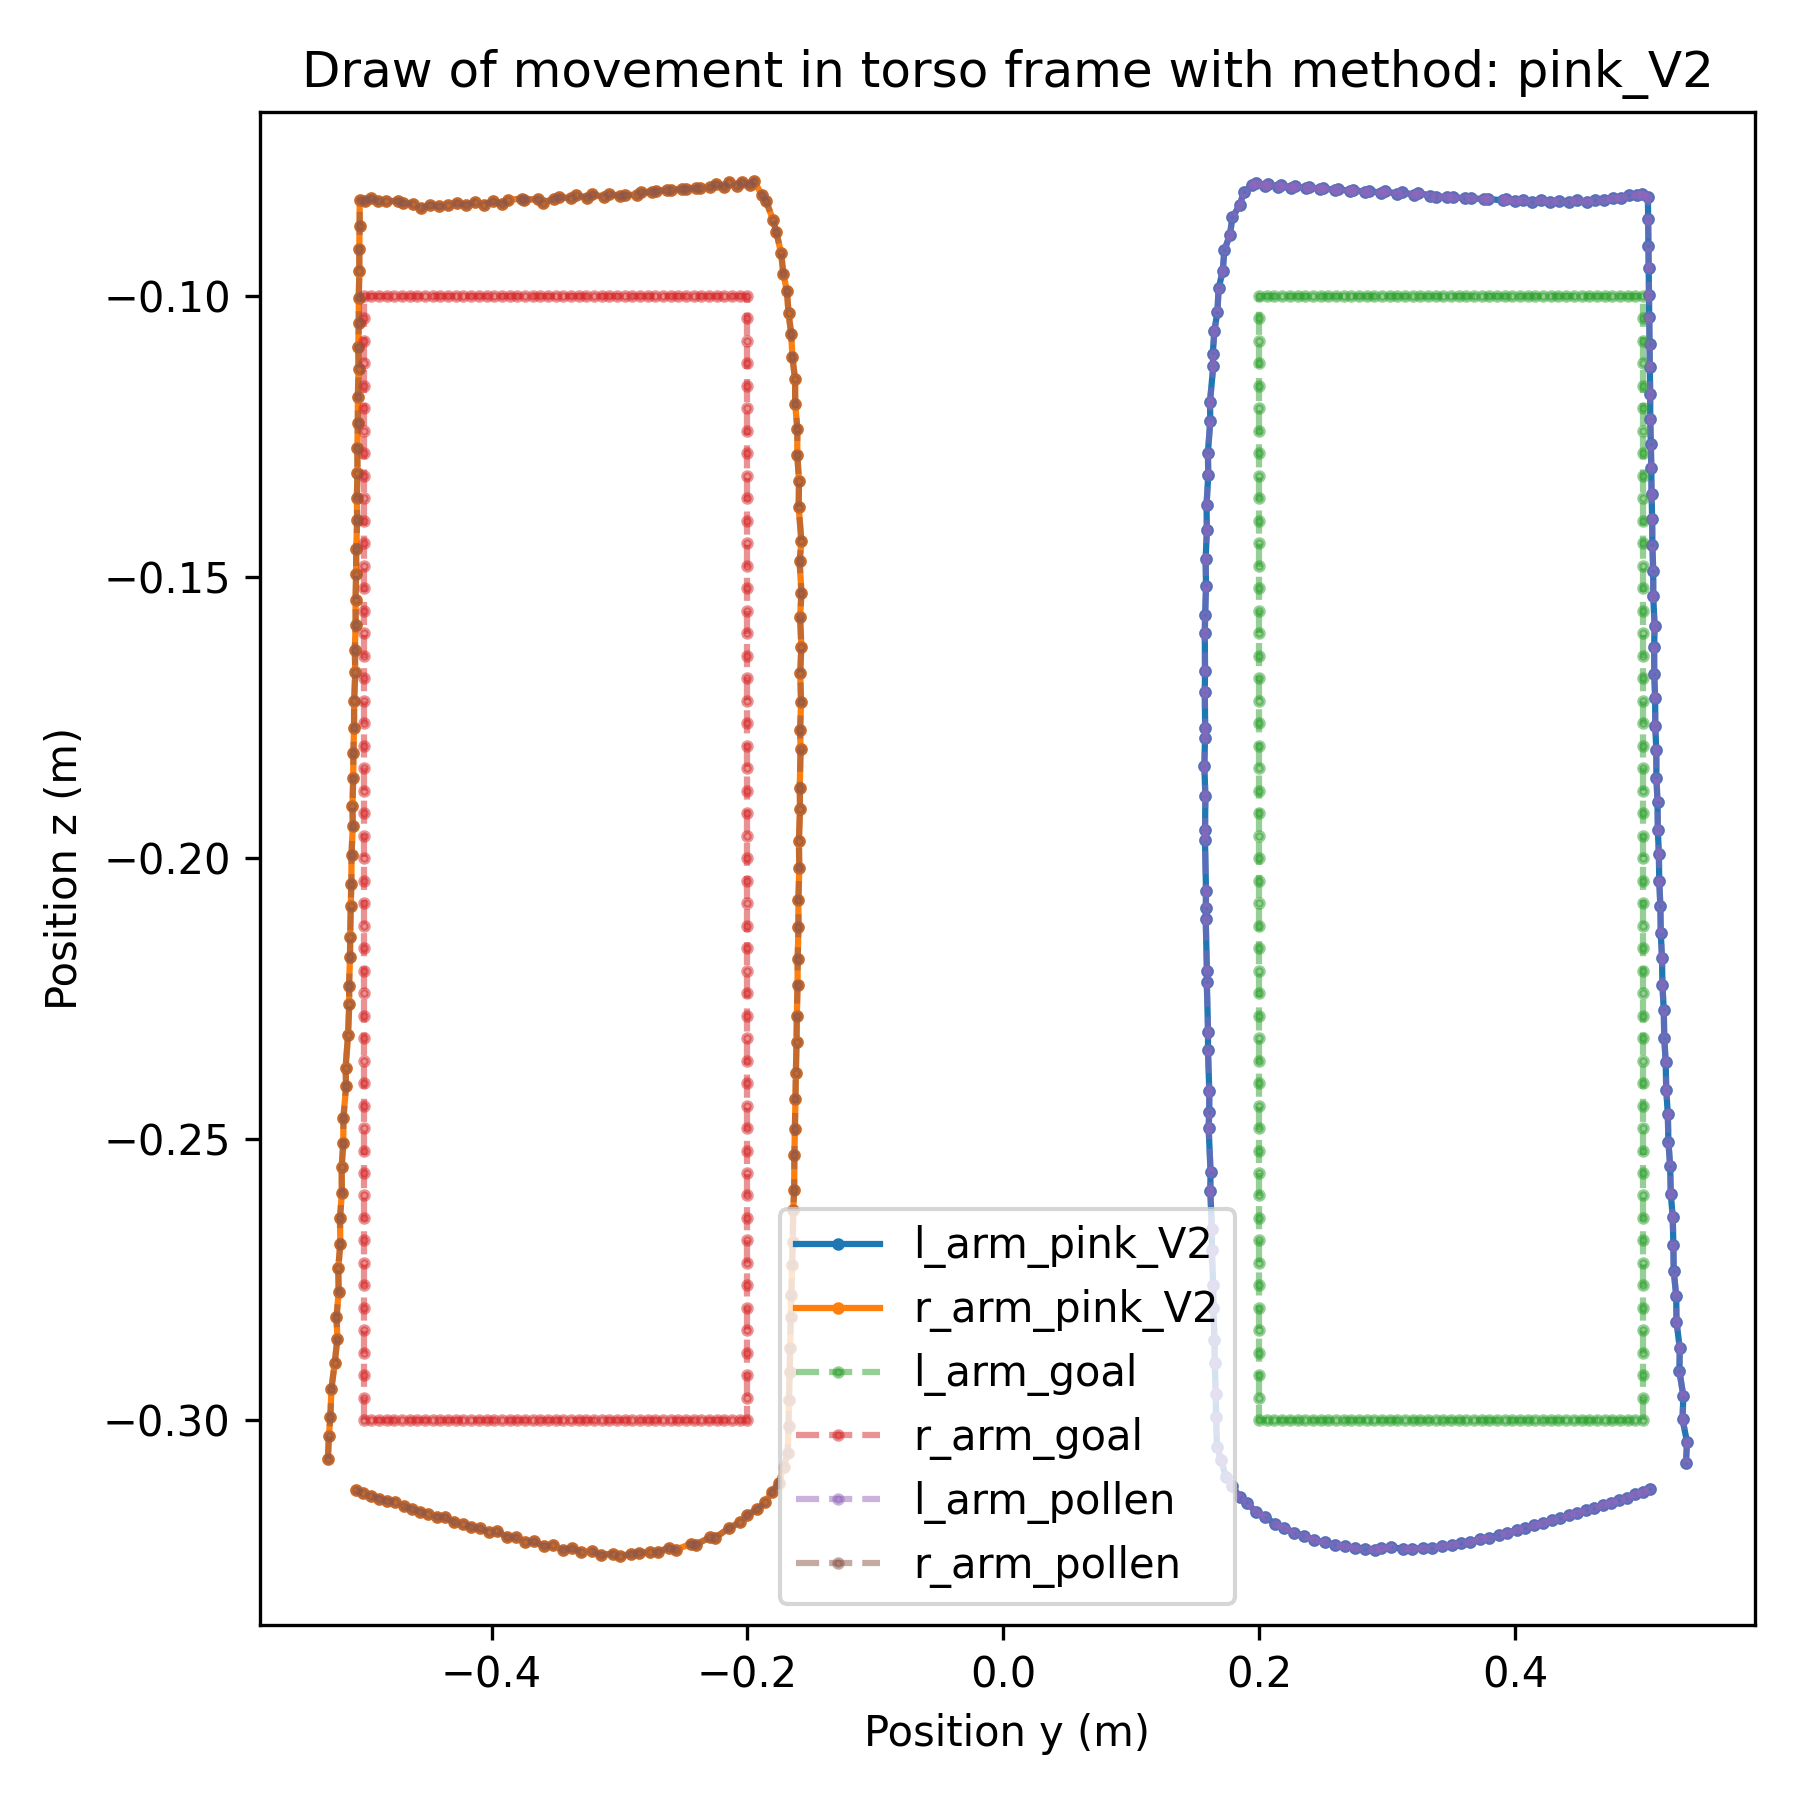 Draw of movement in torso frame with method: pink_V2
Position z (m)
−0.10
−0.15
−0.20
−0.25
−0.30
l_arm_pink_V2
r_arm_pink_V2
l_arm_goal
r_arm_goal
l_arm_pollen
r_arm_pollen
−0.4
−0.2
0.0
0.2
0.4
Position y (m)